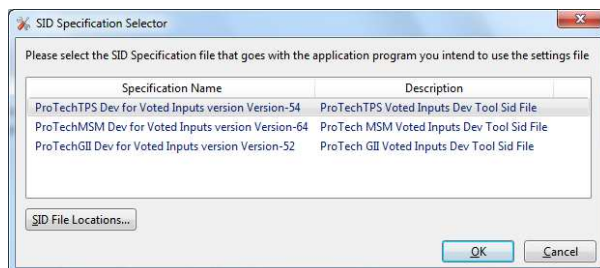 SID Specification Selector
Please select the SID Specification file that goes with the application program you intend to use the settings file
Specification Name Description
ProTechTPS Dev for Voted Inputs version Version-54 ProTechTPS Voted Inputs Dev Tool Sid File
ProTechMSM Dev for Voted Inputs version Version-64 ProTech MSM Voted Inputs Dev Tool Sid File
ProTechGII Dev for Voted Inputs version Version-52 ProTech GII Voted Inputs Dev Tool Sid File
SID File Locations...
OK Cancel